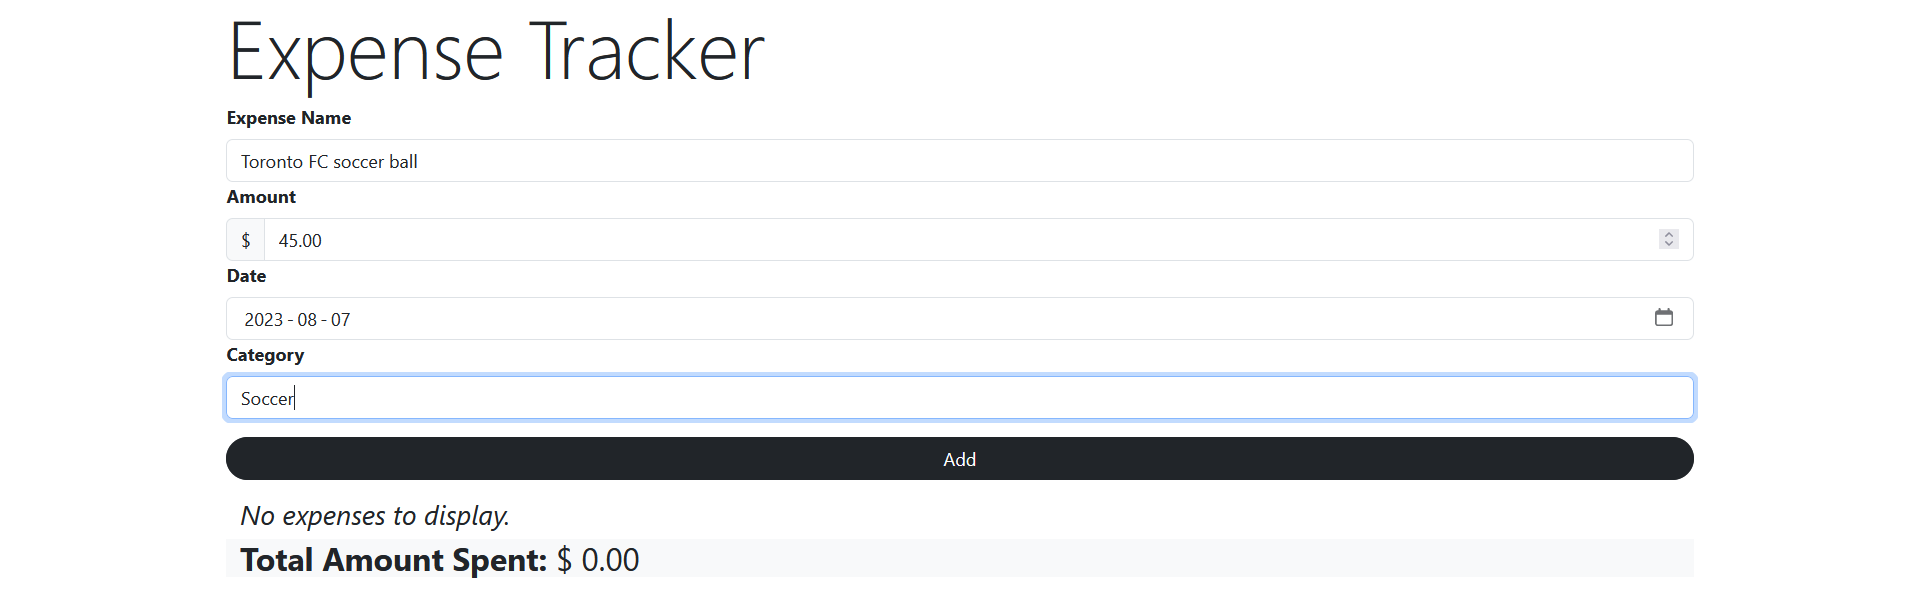 Expense Tracker
Expense Name
Toronto FC soccer ball
Amount
$ 45.00
Date
2023 - 08 - 07
Category
Soccer
Add
No expenses to display.
Total Amount Spent: $ 0.00